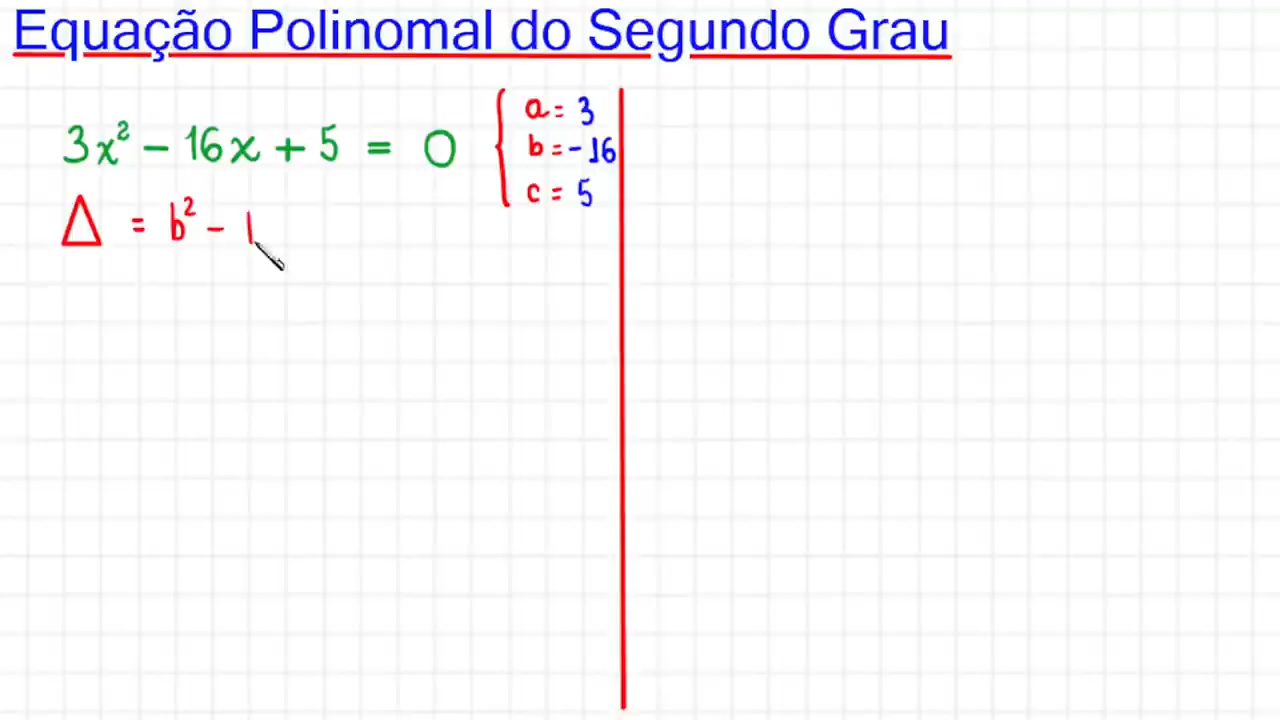 Equação Polinomal do Segundo Grau
3x² - 16x + 5 = 0
a = 3
b = -16
c = 5
Δ = b² -